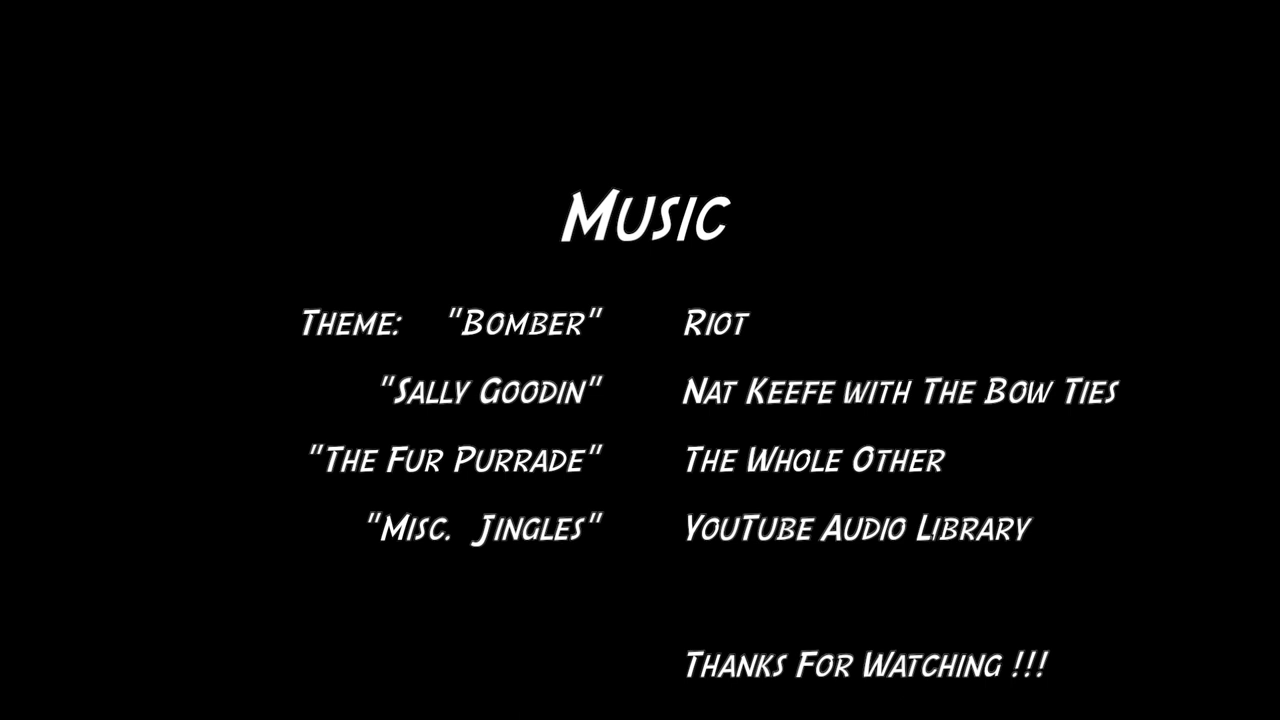 Music
Theme: "Bomber" Riot
"Sally Goodin" Nat Keefe with The Bow Ties
"The Fur Purrade" The Whole Other
"Misc. Jingles" YouTube Audio Library
Thanks For Watching !!!